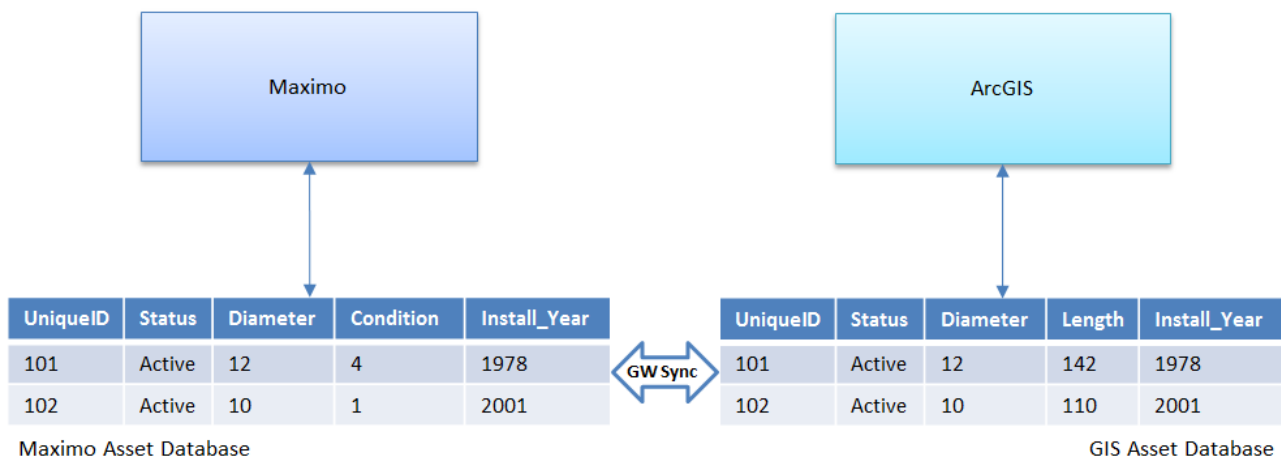 Maximo
ArcGIS
UniqueID Status Diameter Condition Install_Year
101 Active 12 4 1978
102 Active 10 1 2001
Maximo Asset Database
GW Sync
UniqueID Status Diameter Length Install_Year
101 Active 12 142 1978
102 Active 10 110 2001
GIS Asset Database